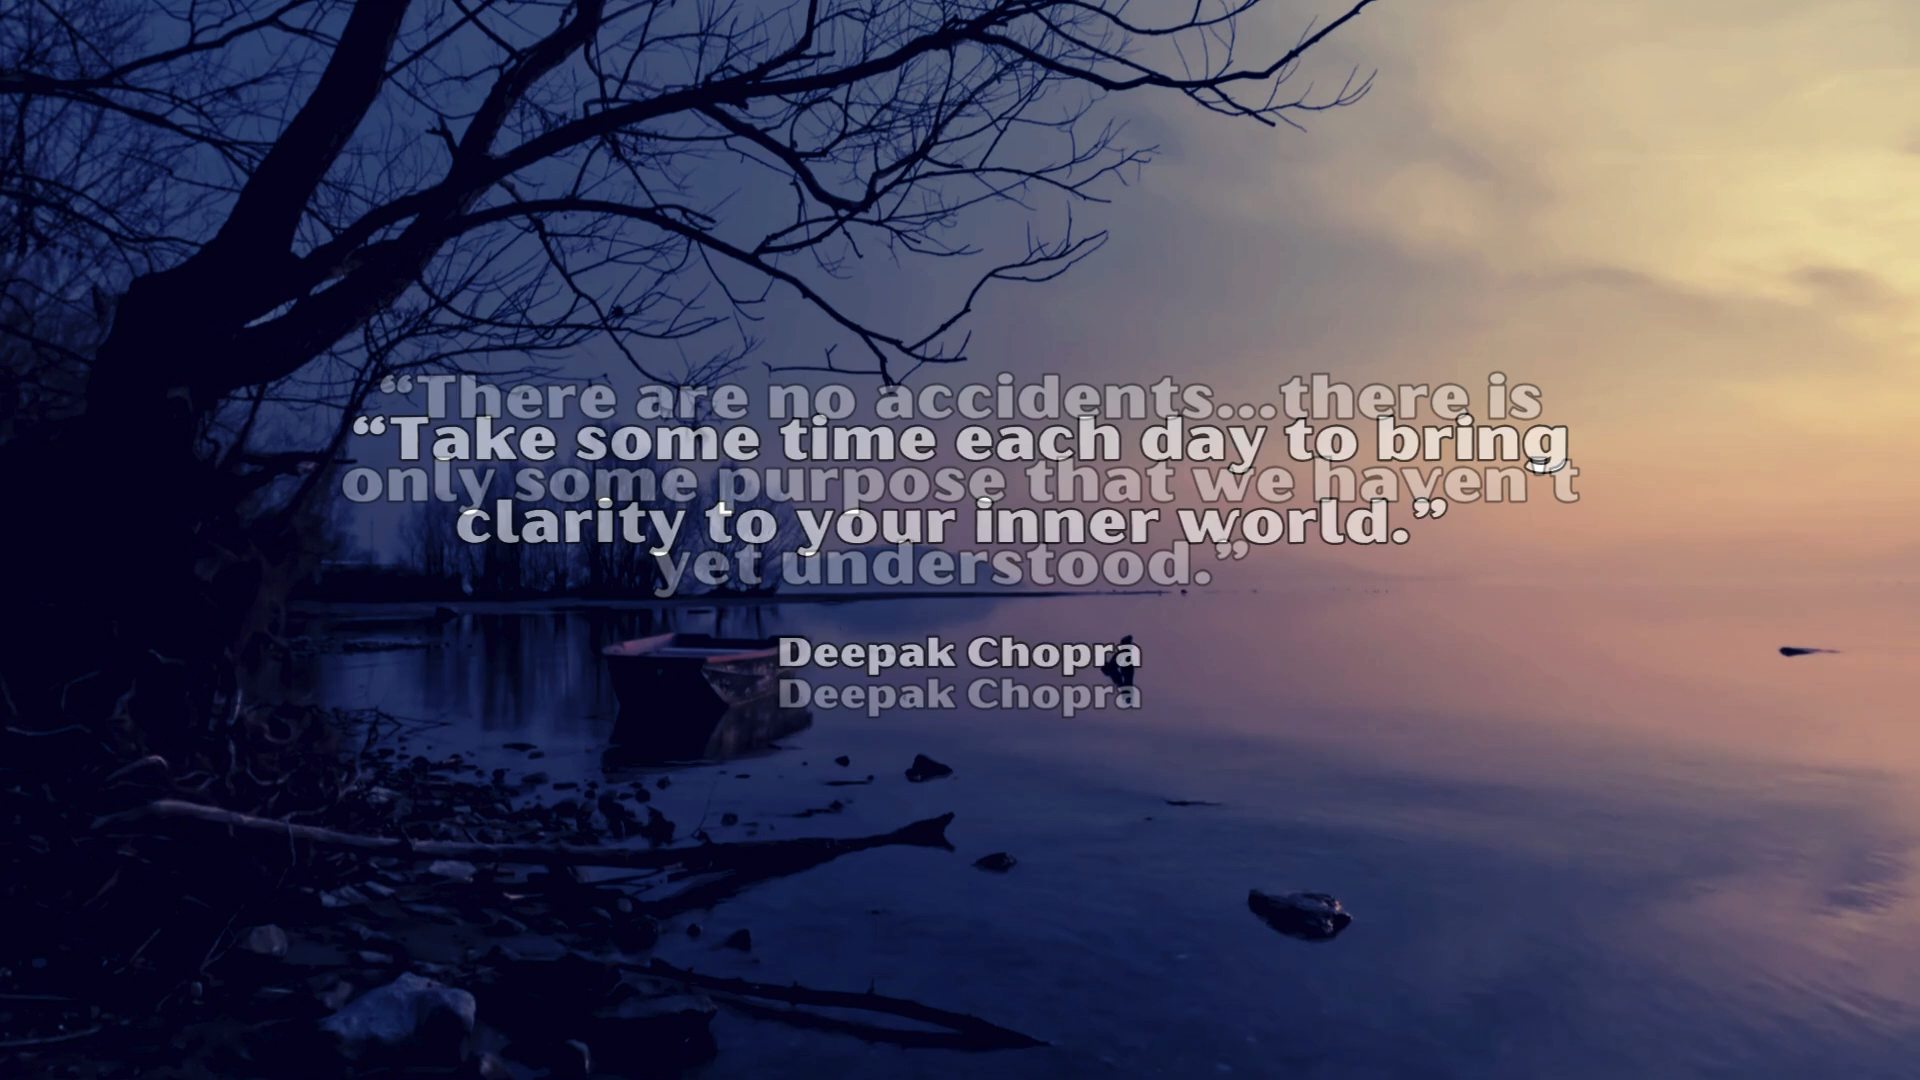 “There are no accidents...there is
“Take some time each day to bring
only some purpose that we haven't
clarity to your inner world.”
yet understood.”
Deepak Chopra
Deepak Chopra